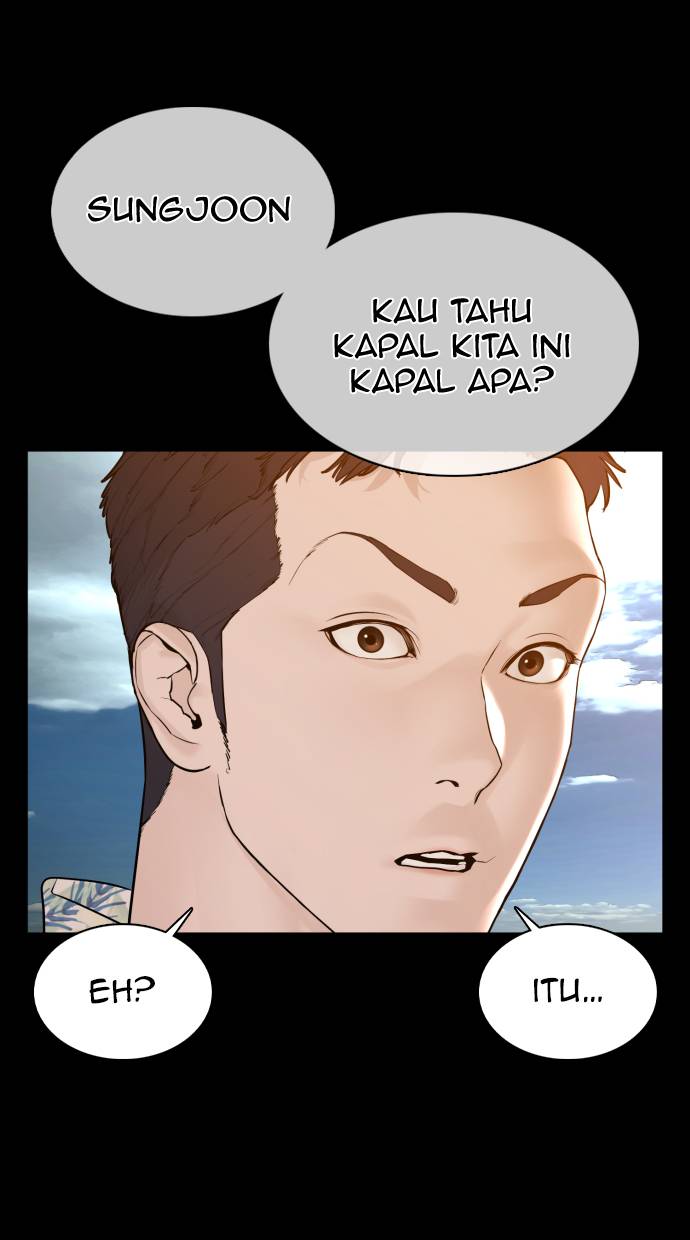 SUNGJOON
KAU TAHU
KAPAL KITA INI
KAPAL APA?
EH?
ITU...